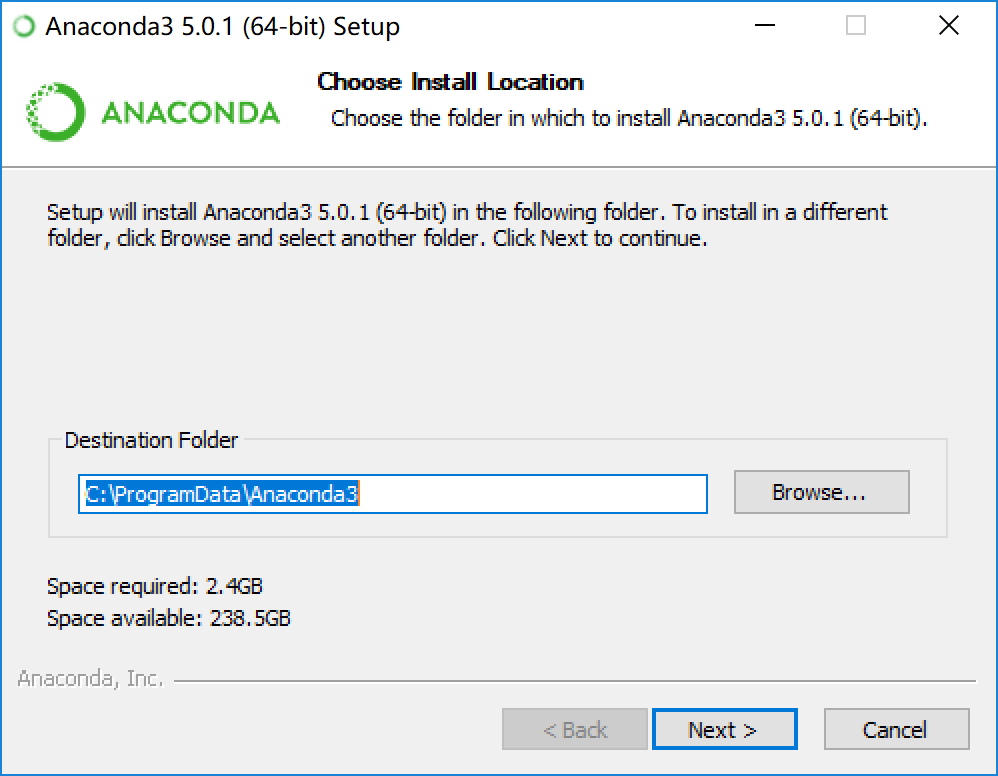 Anaconda3 5.0.1 (64-bit) Setup
ANACONDA
Choose Install Location
Choose the folder in which to install Anaconda3 5.0.1 (64-bit).
Setup will install Anaconda3 5.0.1 (64-bit) in the following folder. To install in a different
folder, click Browse and select another folder. Click Next to continue.
Destination Folder
C:\ProgramData\Anaconda3
Browse...
Space required: 2.4GB
Space available: 238.5GB
Anaconda, Inc.
< Back
Next >
Cancel